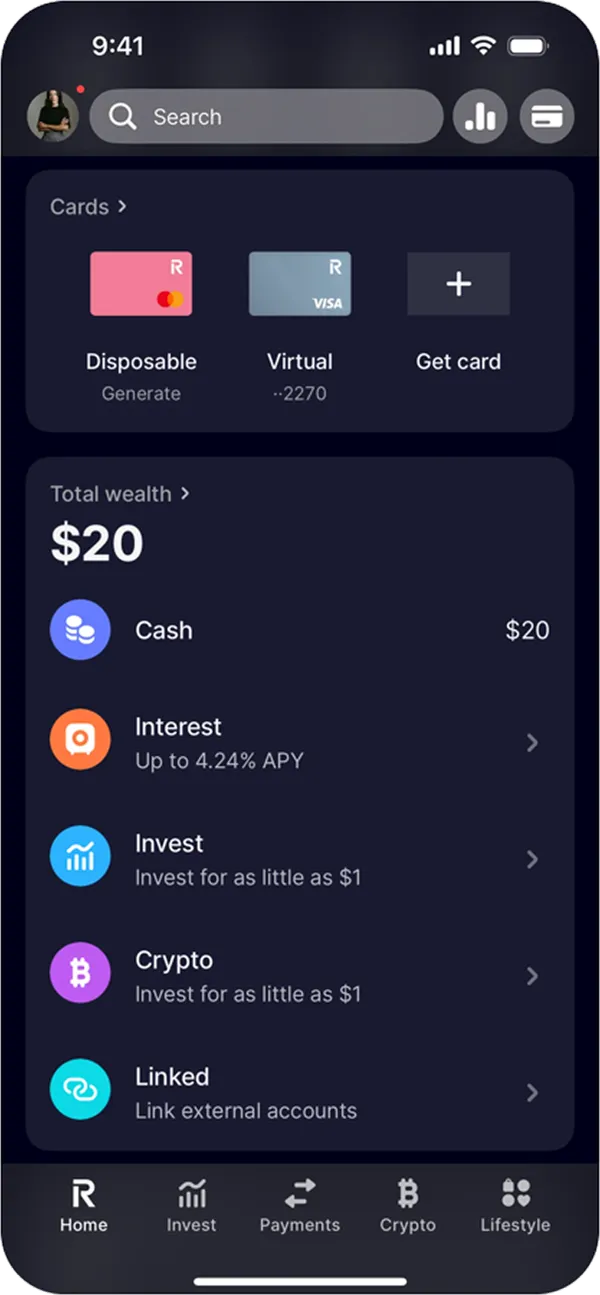 9:41
Search
Cards
VISA
Disposable
Virtual
Get card
Generate
··2270
Total wealth
$20
Cash
$20
Interest
Up to 4.24% APY
Invest
Invest for as little as $1
Crypto
Invest for as little as $1
Linked
Link external accounts
Home
Invest
Payments
Crypto
Lifestyle